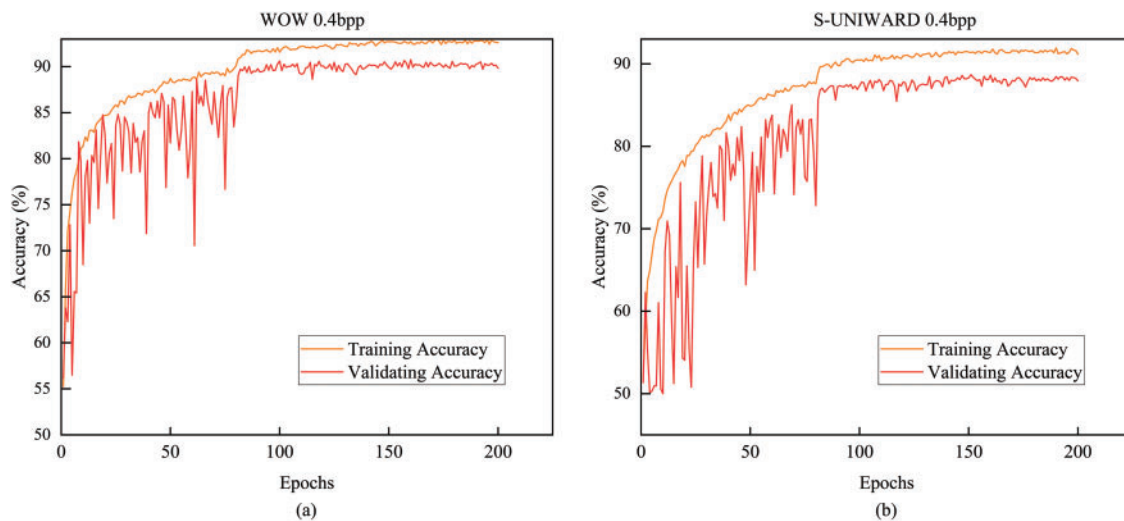 WOW 0.4bpp
90
85
80
75
70
65
60
55
50
Accuracy (%)
Training Accuracy
Validating Accuracy
0
50
100
150
200
Epochs
(a)
S-UNIWARD 0.4bpp
90
80
70
60
50
Accuracy (%)
Training Accuracy
Validating Accuracy
0
50
100
150
200
Epochs
(b)